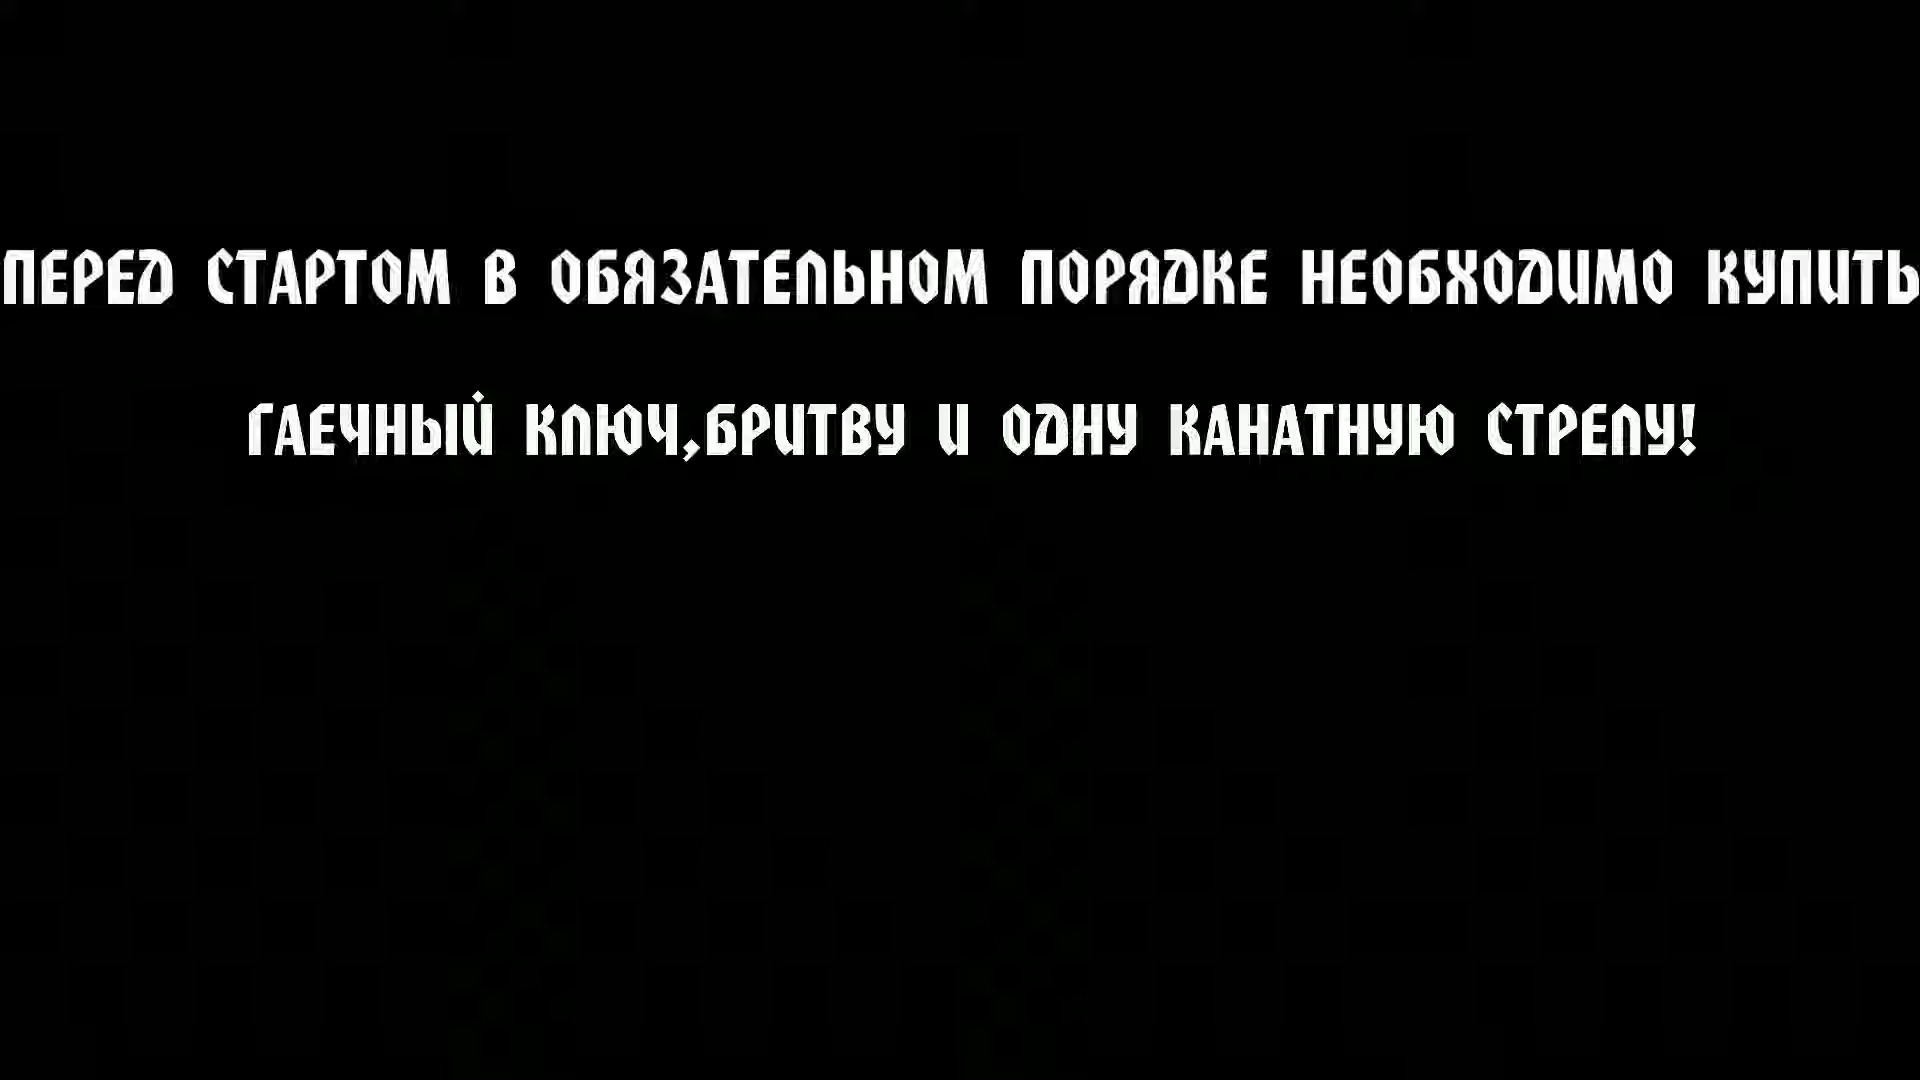 ПЕРЕД СТАРТОМ В ОБЯЗАТЕЛЬНОМ ПОРЯДКЕ НЕОБХОДИМО КУПИТЬ
ГАЕЧНЫЙ КЛЮЧ,БРИТВУ И ОДНУ КАНАТНУЮ СТРЕЛУ!